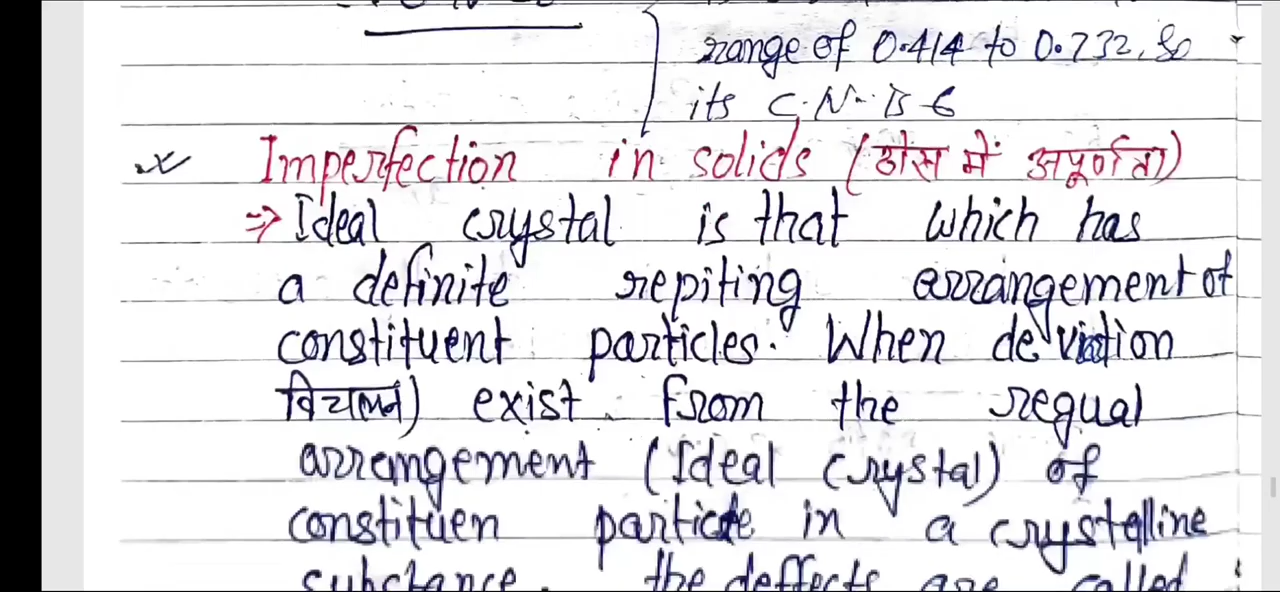 range of 0.414 to 0.732. So
its C.N. is 6
Imperfection in solids (ठोस में अपूर्णता)
⇒ Ideal crystal is that which has
a definite repiting arrangement of
constituent particles. When deviation
विचलन) exist from the requal
arrangement (Ideal crystal) of
constituen particle in a crystalline
substance. the deffects are called